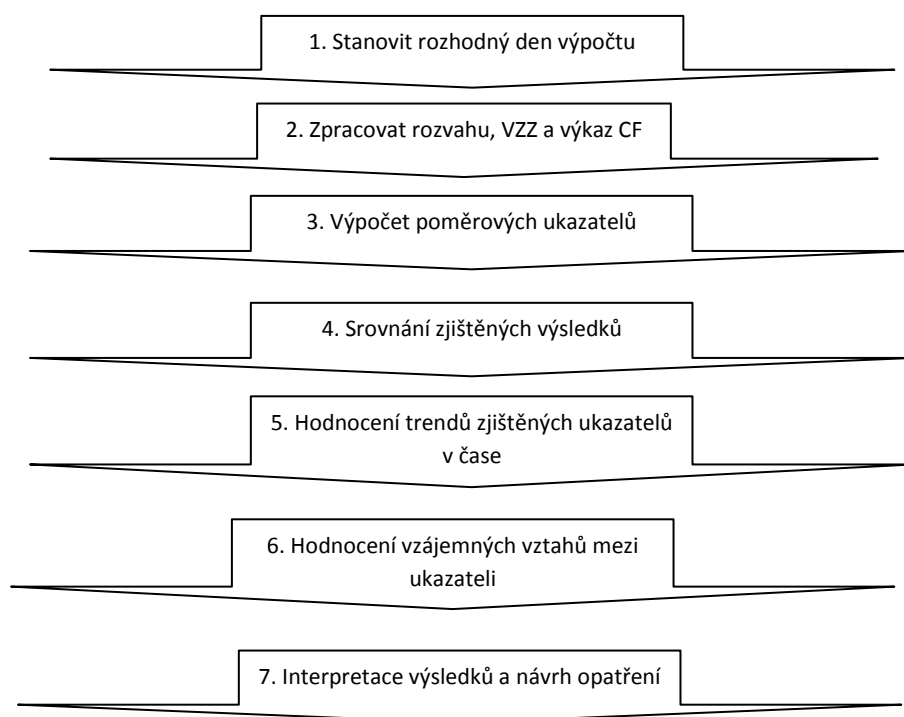 1. Stanovit rozhodný den výpočtu
2. Zpracovat rozvahu, VZZ a výkaz CF
3. Výpočet poměrových ukazatelů
4. Srovnání zjištěných výsledků
5. Hodnocení trendů zjištěných ukazatelů
v čase
6. Hodnocení vzájemných vztahů mezi
ukazateli
7. Interpretace výsledků a návrh opatření